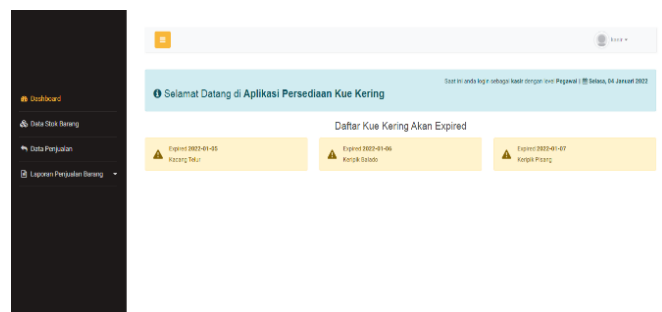 Saat ini anda login sebagai kasir dengan level Pegawai | Selasa, 04 Januari 2022
Selamat Datang di Aplikasi Persediaan Kue Kering
Dashboard
Data Stok Barang
Data Penjualan
Laporan Penjualan Barang
Daftar Kue Kering Akan Expired
Expired 2022-01-05
Kacang Telur
Expired 2022-01-06
Keripik Balado
Expired 2022-01-07
Keripik Pisang